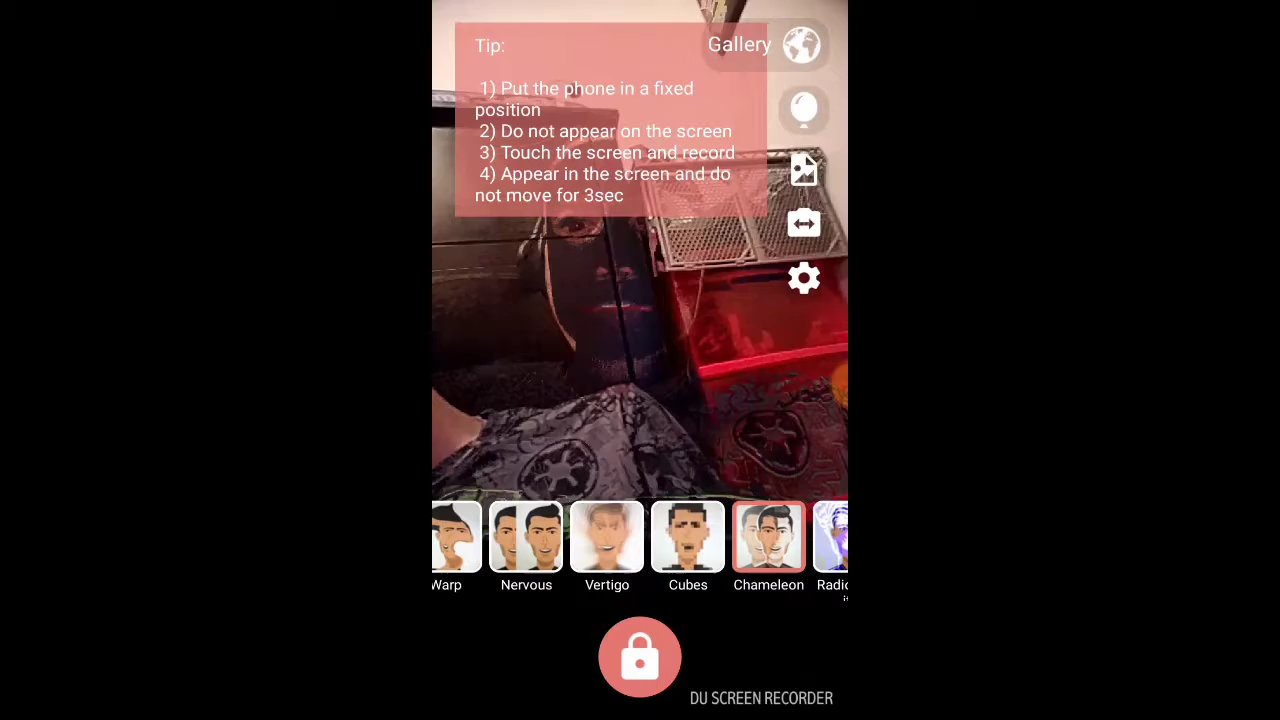 Tip:
Gallery
1) Put the phone in a fixed
position
2) Do not appear on the screen
3) Touch the screen and record
4) Appear in the screen and do
not move for 3sec
Warp
Nervous
Vertigo
Cubes
Chameleon
Radio
DU SCREEN RECORDER